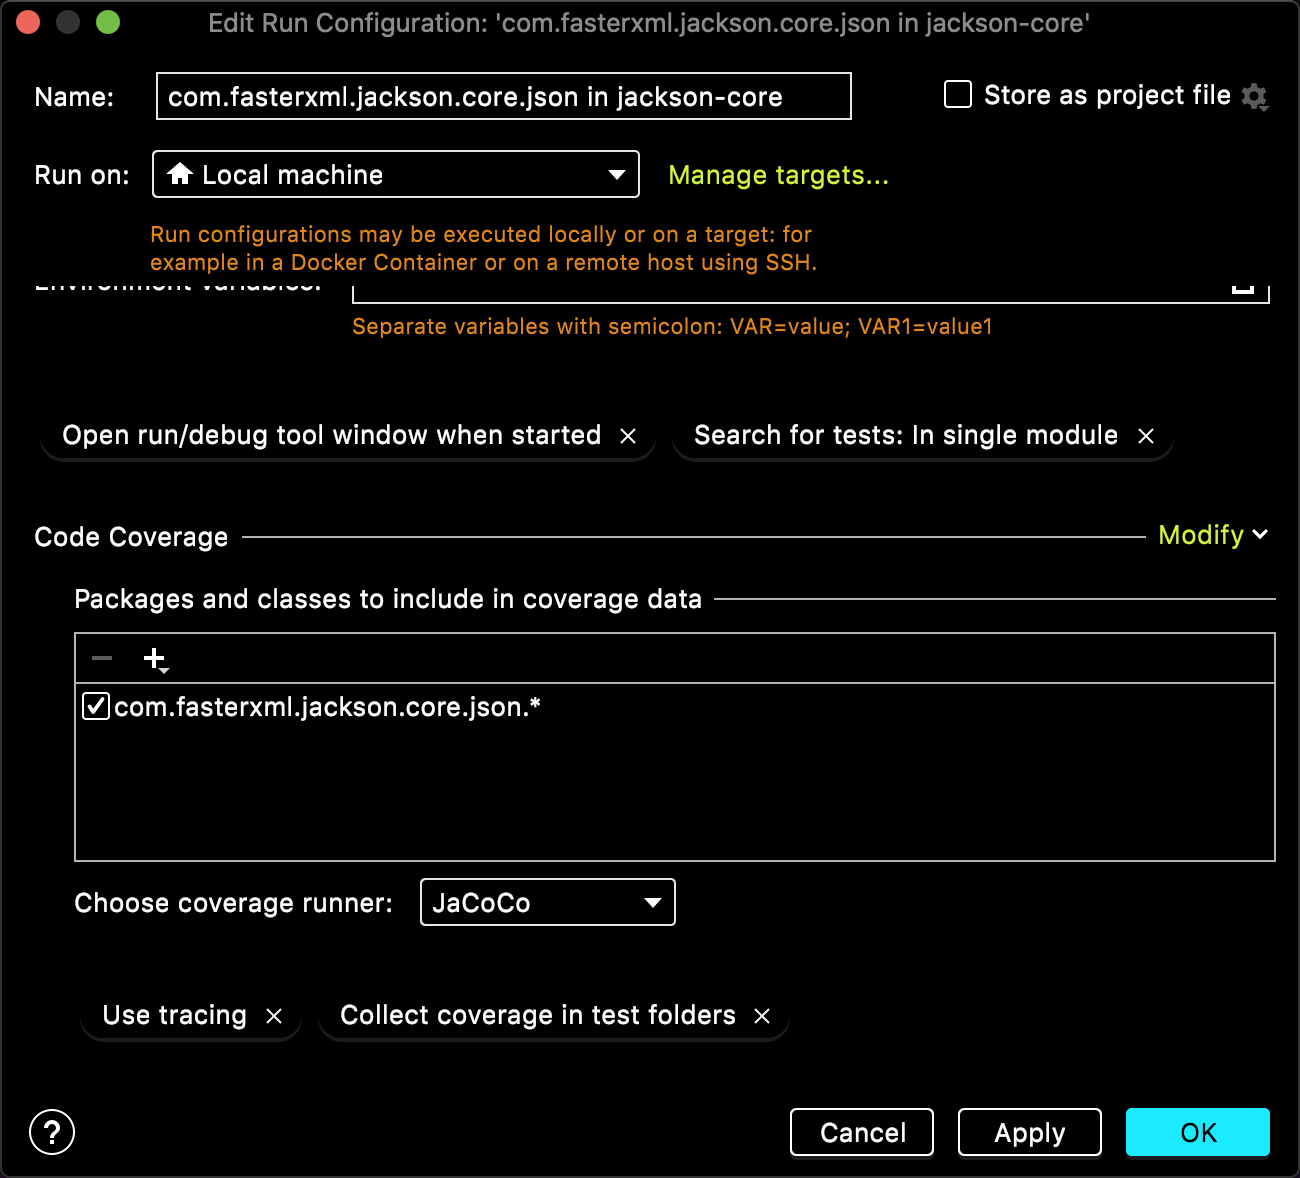 Edit Run Configuration: 'com.fasterxml.jackson.core.json in jackson-core'
Name: com.fasterxml.jackson.core.json in jackson-core Store as project file
Run on: Local machine Manage targets...
Run configurations may be executed locally or on a target: for
example in a Docker Container or on a remote host using SSH.
Environment variables:
Separate variables with semicolon: VAR=value; VAR1=value1
Open run/debug tool window when started × Search for tests: In single module ×
Code Coverage Modify
Packages and classes to include in coverage data
com.fasterxml.jackson.core.json.*
Choose coverage runner: JaCoCo
Use tracing × Collect coverage in test folders ×
? Cancel Apply OK